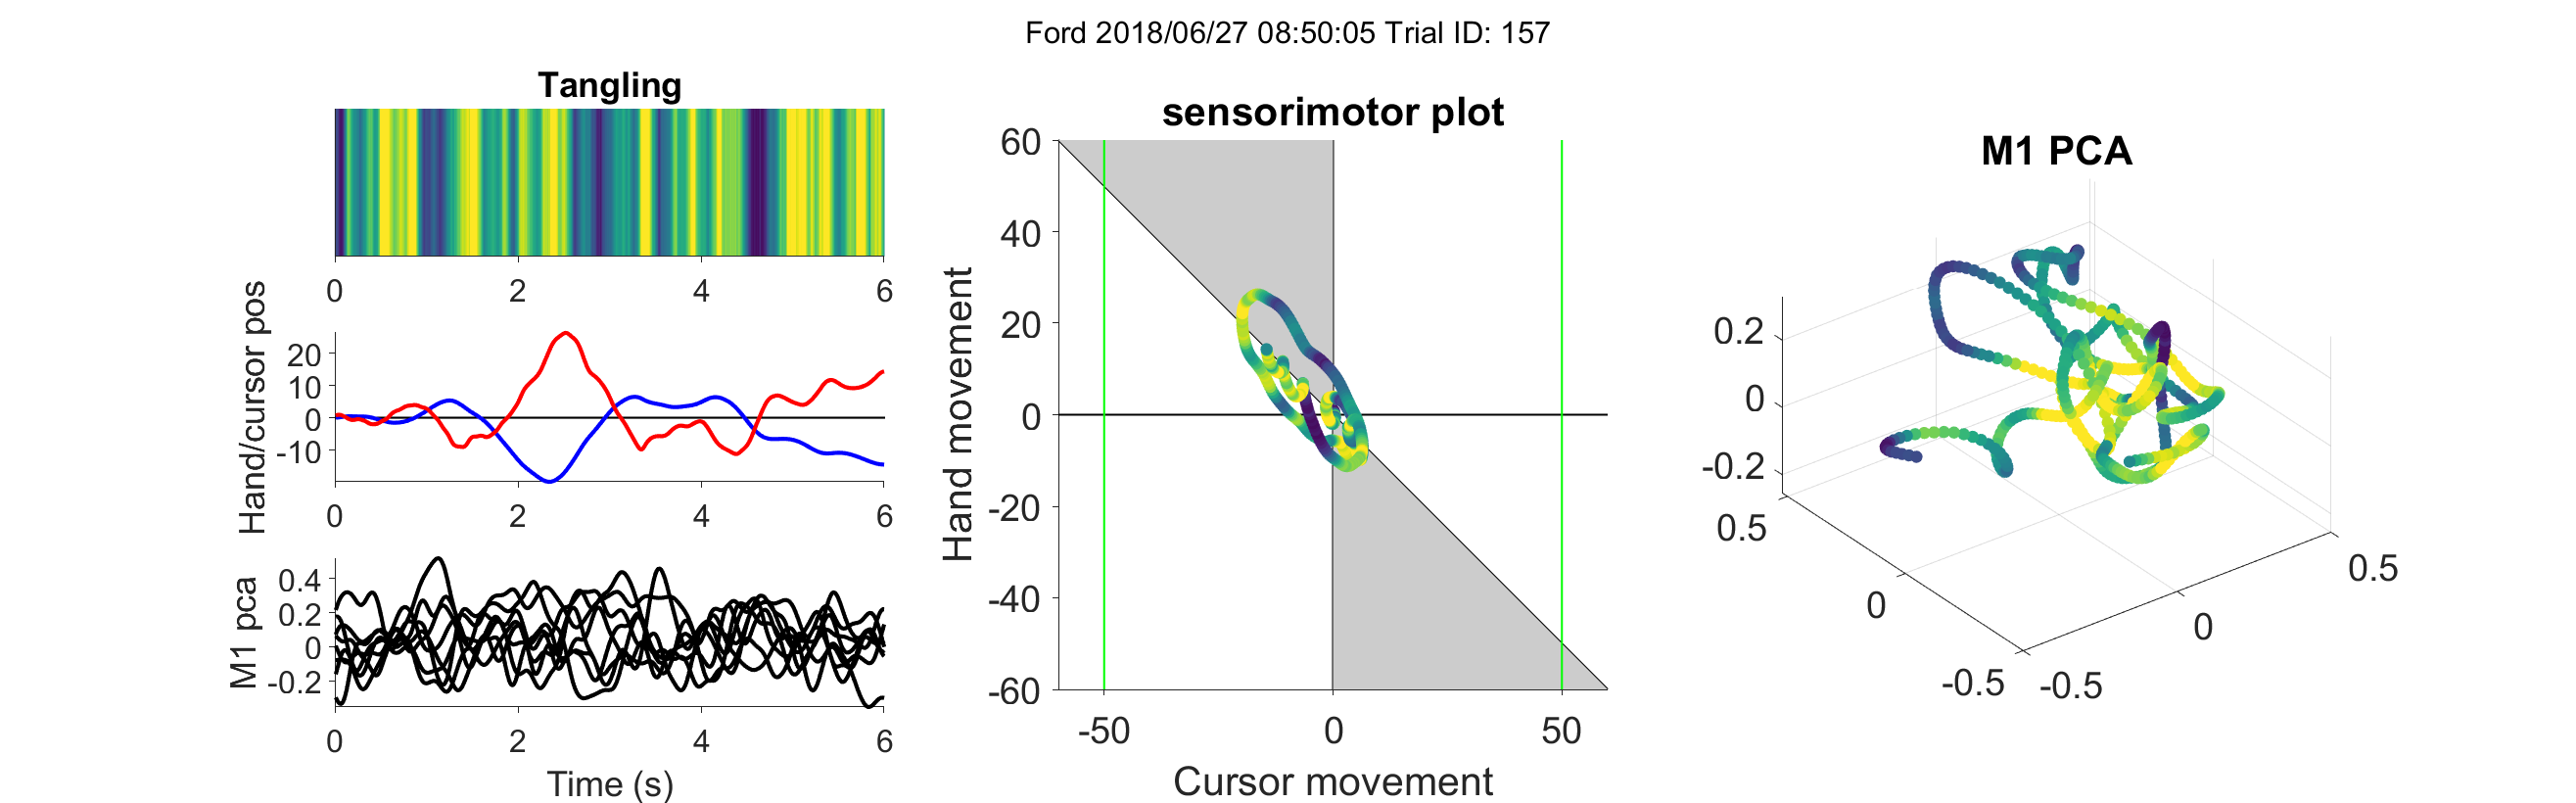 Ford 2018/06/27 08:50:05 Trial ID: 157
Tangling
0 2 4 6
Hand/cursor pos
20
10
0
-10
0 2 4 6
M1 pca
0.4
0.2
0
-0.2
0 2 4 6
Time (s)
sensorimotor plot
Hand movement
60
40
20
0
-20
-40
-60
-50 0 50
Cursor movement
M1 PCA
0.2
0
-0.2
0.5
0
-0.5
-0.5
0
0.5